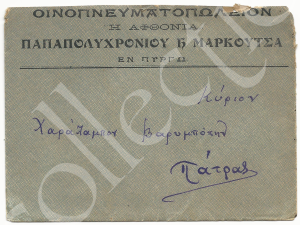 ΟΙΝΟΠΝΕΥΜΑΤΟΠΩΛΕΙΟΝ
Η ΑΦΘΟΝΙΑ
ΠΑΠΑΠΟΛΥΧΡΟΝΙΟΥ & ΜΑΡΚΟΥΤΣΑ
ΕΝ ΠΥΡΓΩ
Κύριον
Χαράλαμπον
Πάτρας